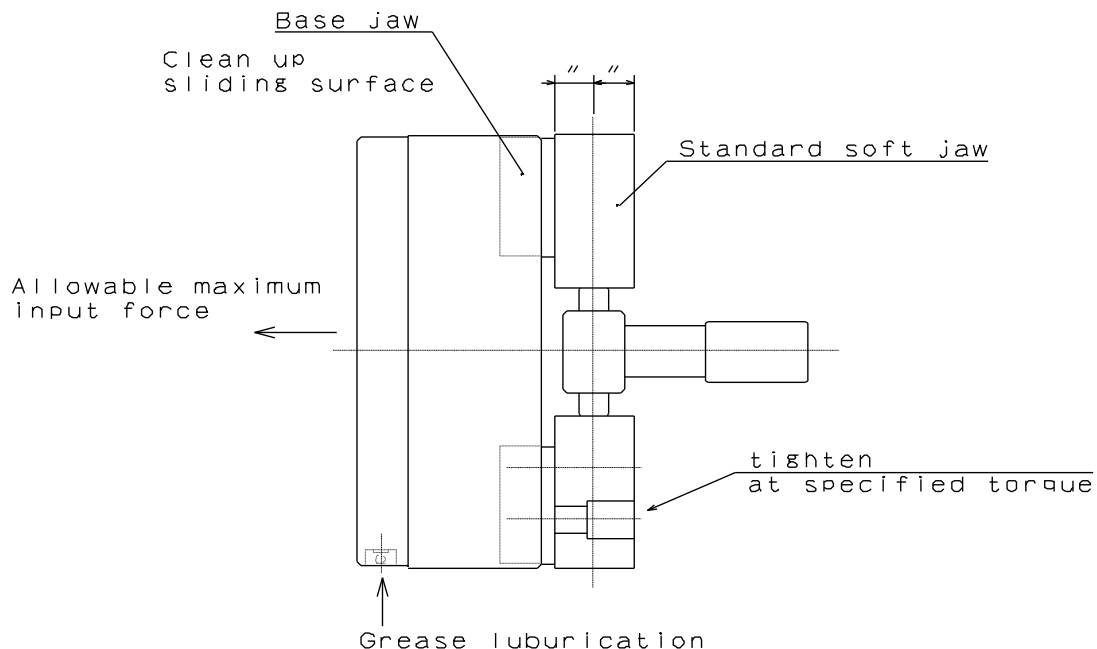 Base jaw
Clean up
sliding surface
〃 〃
Standard soft jaw
Allowable maximum
input force
tighten
at specified torque
Grease luburication